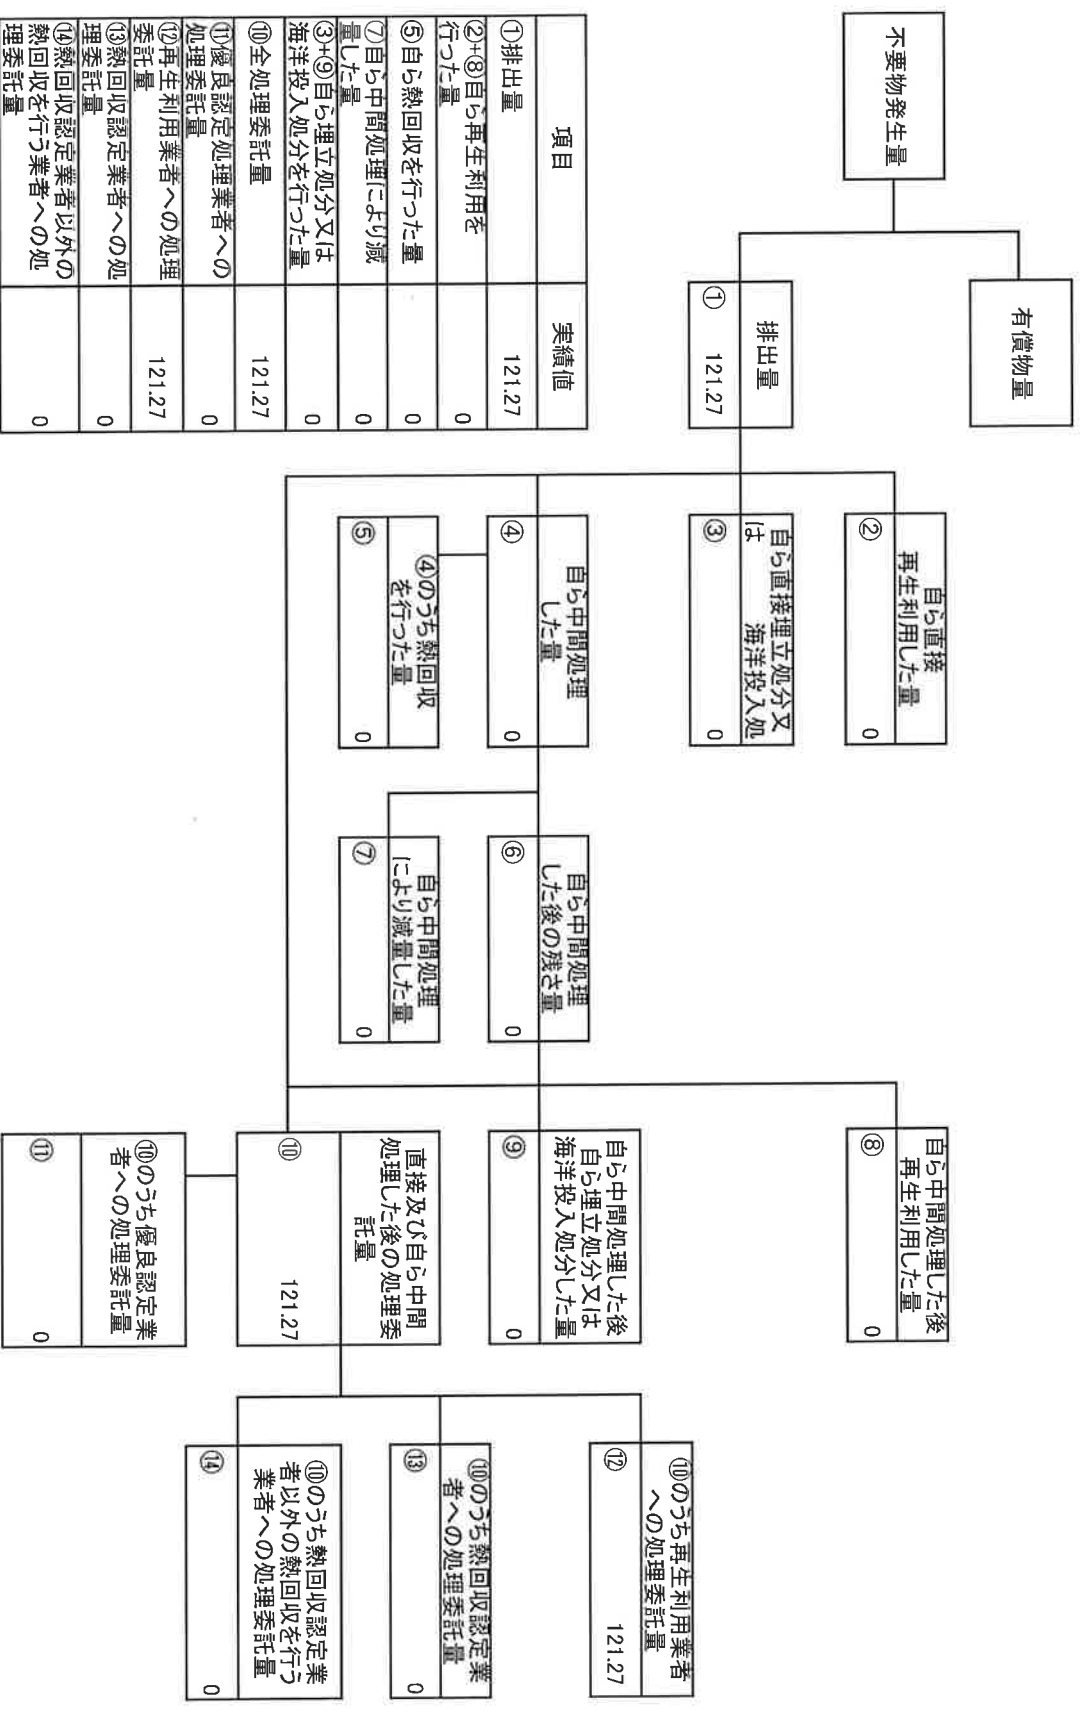 不要物発生量
有償物量
排出量
① 121.27
自ら直接
再生利用した量
② 0
自ら直接埋立処分又
は 海洋投入処
③ 0
自ら中間処理
した量
④ 0
④のうち熱回収
を行った量
⑤ 0
自ら中間処理
した後の残さ量
⑥ 0
自ら中間処理
により減量した量
⑦ 0
自ら中間処理した後
再生利用した量
⑧ 0
自ら中間処理した後
自ら埋立処分又は
海洋投入処分した量
⑨ 0
直接及び自ら中間
処理した後の処理委
託量
⑩ 121.27
⑩のうち優良認定業
者への処理委託量
⑪ 0
⑩のうち再生利用業者
への処理委託量
⑫ 121.27
⑩のうち熱回収認定業
者への処理委託量
⑬ 0
⑩のうち熱回収認定業
者以外の熱回収を行う
業者への処理委託量
⑭ 0
項目 実績値
①排出量 121.27
②+⑧自ら再生利用を
行った量 0
⑤自ら熱回収を行った量 0
⑦自ら中間処理により減
量した量 0
③+⑨自ら埋立処分又は
海洋投入処分を行った量 0
⑩全処理委託量 121.27
⑪優良認定処理業者への
処理委託量 0
⑫再生利用業者への処理
委託量 121.27
⑬熱回収認定業者への処
理委託量 0
⑭熱回収認定業者以外の
熱回収を行う業者への処
理委託量 0